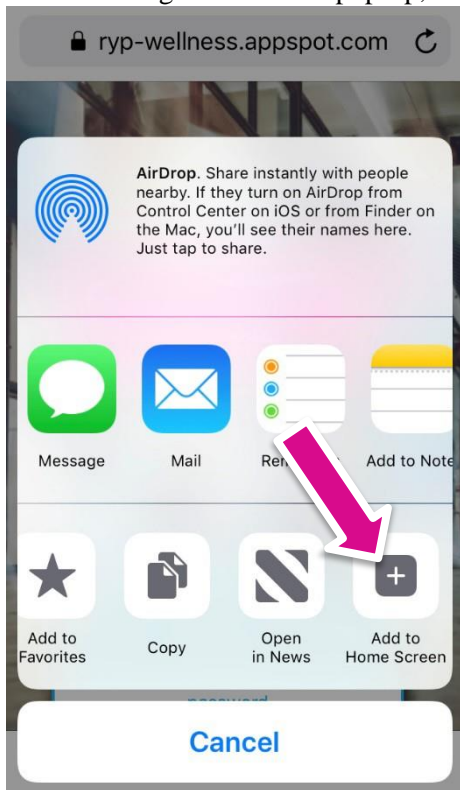 ryp-wellness.appspot.com
AirDrop. Share instantly with people
nearby. If they turn on AirDrop from
Control Center on iOS or from Finder on
the Mac, you'll see their names here.
Just tap to share.
Message
Mail
Add to Note
Add to
Favorites
Copy
Open
in News
Add to
Home Screen
Cancel